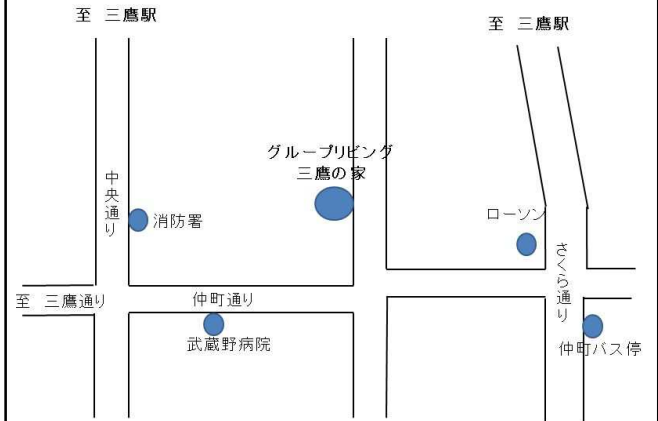 至 三鷹駅
至 三鷹駅
グループリビング
三鷹の家
中央通り
消防署
ローソン
さくら通り
至 三鷹通り
仲町通り
武蔵野病院
仲町バス停